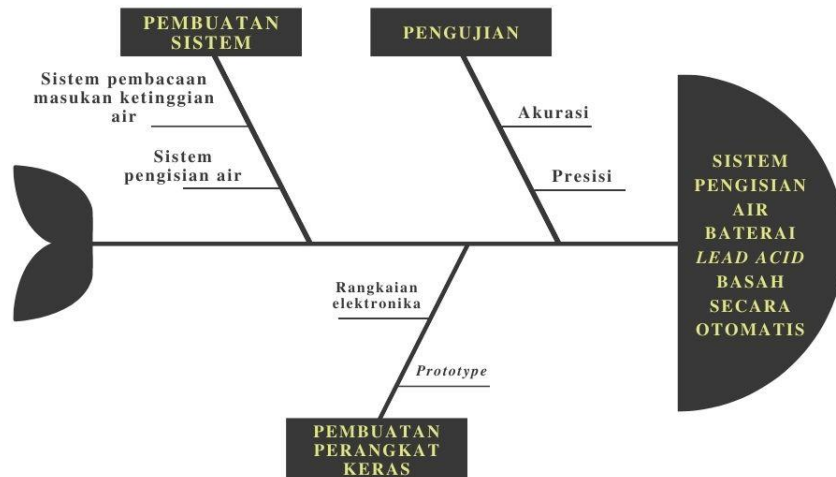 PEMBUATAN
SISTEM
PENGUJIAN
Sistem pembacaan
masukan ketinggian
air
Akurasi
Sistem
pengisian air
Presisi
SISTEM
PENGISIAN
AIR
BATERAI
LEAD ACID
BASAH
SECARA
OTOMATIS
Rangkaian
elektronika
Prototype
PEMBUATAN
PERANGKAT
KERAS